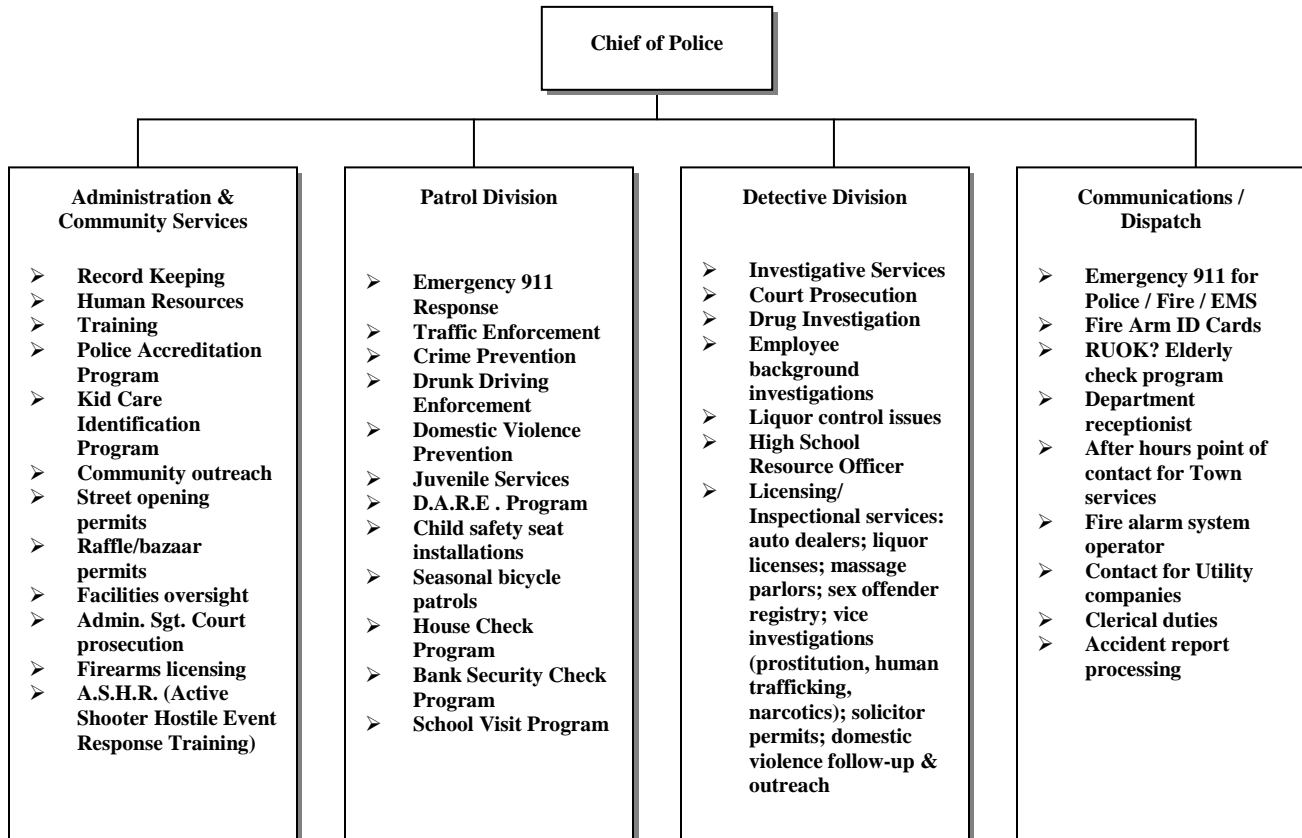 Chief of Police
Administration &
Community Services
➢ Record Keeping
➢ Human Resources
➢ Training
➢ Police Accreditation
Program
➢ Kid Care
Identification
Program
➢ Community outreach
➢ Street opening
permits
➢ Raffle/bazaar
permits
➢ Facilities oversight
➢ Admin. Sgt. Court
prosecution
➢ Firearms licensing
➢ A.S.H.R. (Active
Shooter Hostile Event
Response Training)
Patrol Division
➢ Emergency 911
Response
➢ Traffic Enforcement
➢ Crime Prevention
➢ Drunk Driving
Enforcement
➢ Domestic Violence
Prevention
➢ Juvenile Services
➢ D.A.R.E . Program
➢ Child safety seat
installations
➢ Seasonal bicycle
patrols
➢ House Check
Program
➢ Bank Security Check
Program
➢ School Visit Program
Detective Division
➢ Investigative Services
➢ Court Prosecution
➢ Drug Investigation
➢ Employee
background
investigations
➢ Liquor control issues
➢ High School
Resource Officer
➢ Licensing/
Inspectional services:
auto dealers; liquor
licenses; massage
parlors; sex offender
registry; vice
investigations
(prostitution, human
trafficking,
narcotics); solicitor
permits; domestic
violence follow-up &
outreach
Communications /
Dispatch
➢ Emergency 911 for
Police / Fire / EMS
➢ Fire Arm ID Cards
➢ RUOK? Elderly
check program
➢ Department
receptionist
➢ After hours point of
contact for Town
services
➢ Fire alarm system
operator
➢ Contact for Utility
companies
➢ Clerical duties
➢ Accident report
processing